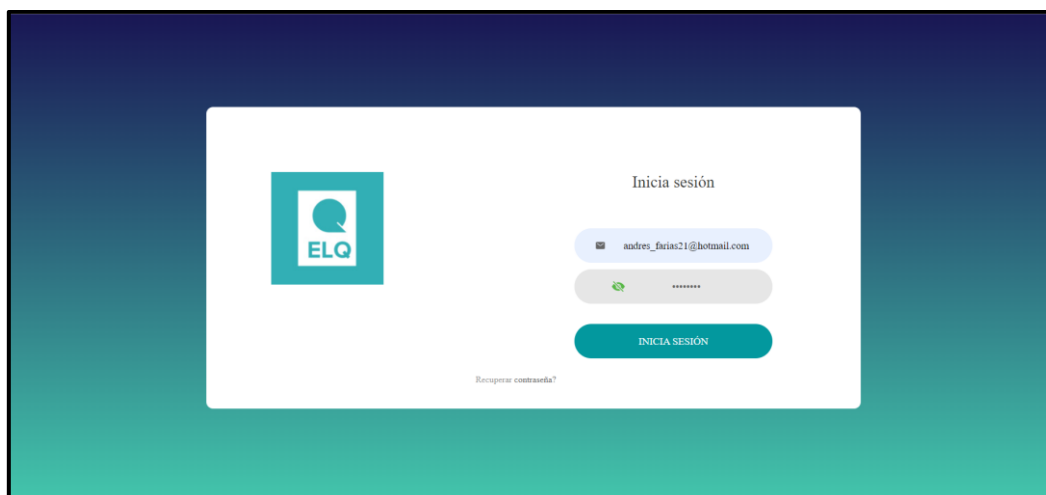 ELQ
Inicia sesión
andres_farias21@hotmail.com
••••••••
INICIA SESIÓN
Recuperar contraseña?